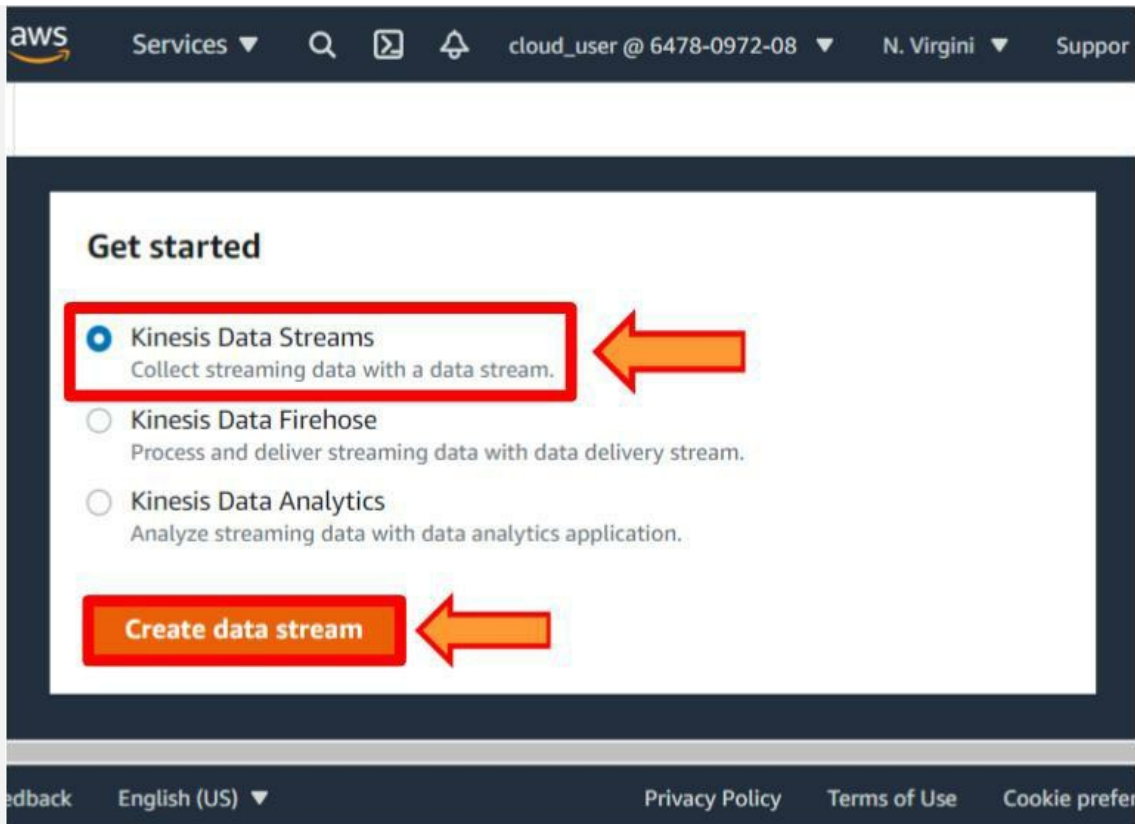 aws
Services
cloud_user @ 6478-0972-08
N. Virgini
Suppor
Get started
Kinesis Data Streams
Collect streaming data with a data stream.
Kinesis Data Firehose
Process and deliver streaming data with data delivery stream.
Kinesis Data Analytics
Analyze streaming data with data analytics application.
Create data stream
edback
English (US)
Privacy Policy
Terms of Use
Cookie prefer